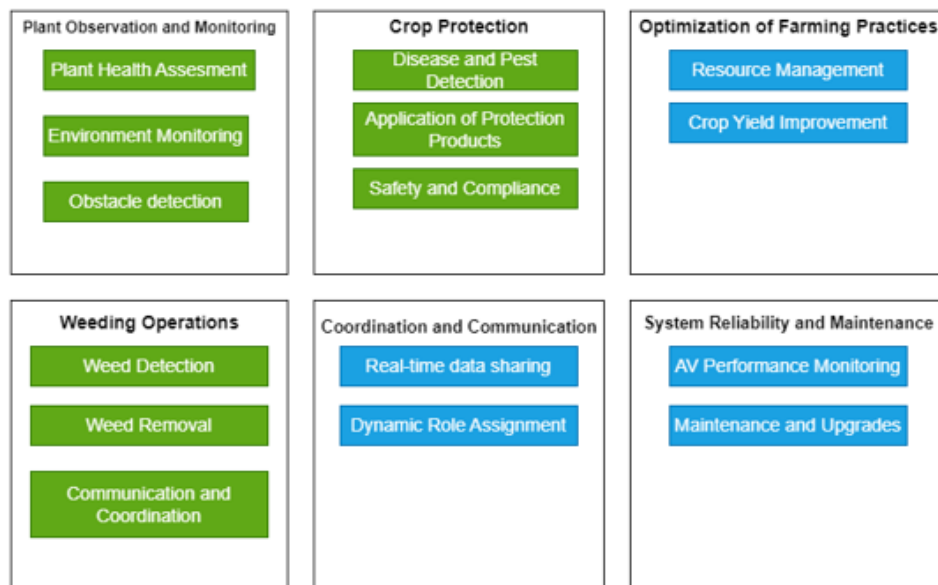 Plant Observation and Monitoring
Plant Health Assesment
Environment Monitoring
Obstacle detection
Crop Protection
Disease and Pest
Detection
Application of Protection
Products
Safety and Compliance
Optimization of Farming Practices
Resource Management
Crop Yield Improvement
Weeding Operations
Weed Detection
Weed Removal
Communication and
Coordination
Coordination and Communication
Real-time data sharing
Dynamic Role Assignment
System Reliability and Maintenance
AV Performance Monitoring
Maintenance and Upgrades